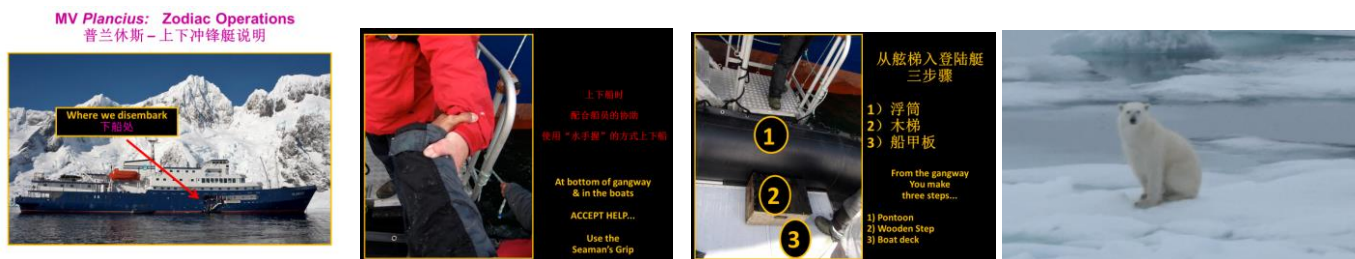 MV Plancius: Zodiac Operations
普兰休斯 – 上下冲锋艇说明
Where we disembark
下船处
上下船时
配合船员的协助
使用“水手握”的方式上下船
At bottom of gangway
& in the boats
ACCEPT HELP...
Use the
Seaman's Grip
1
2
3
从舷梯入登陆艇
三步骤
1）浮筒
2）木梯
3）船甲板
From the gangway
You make
three steps...
1) Pontoon
2) Wooden Step
3) Boat deck